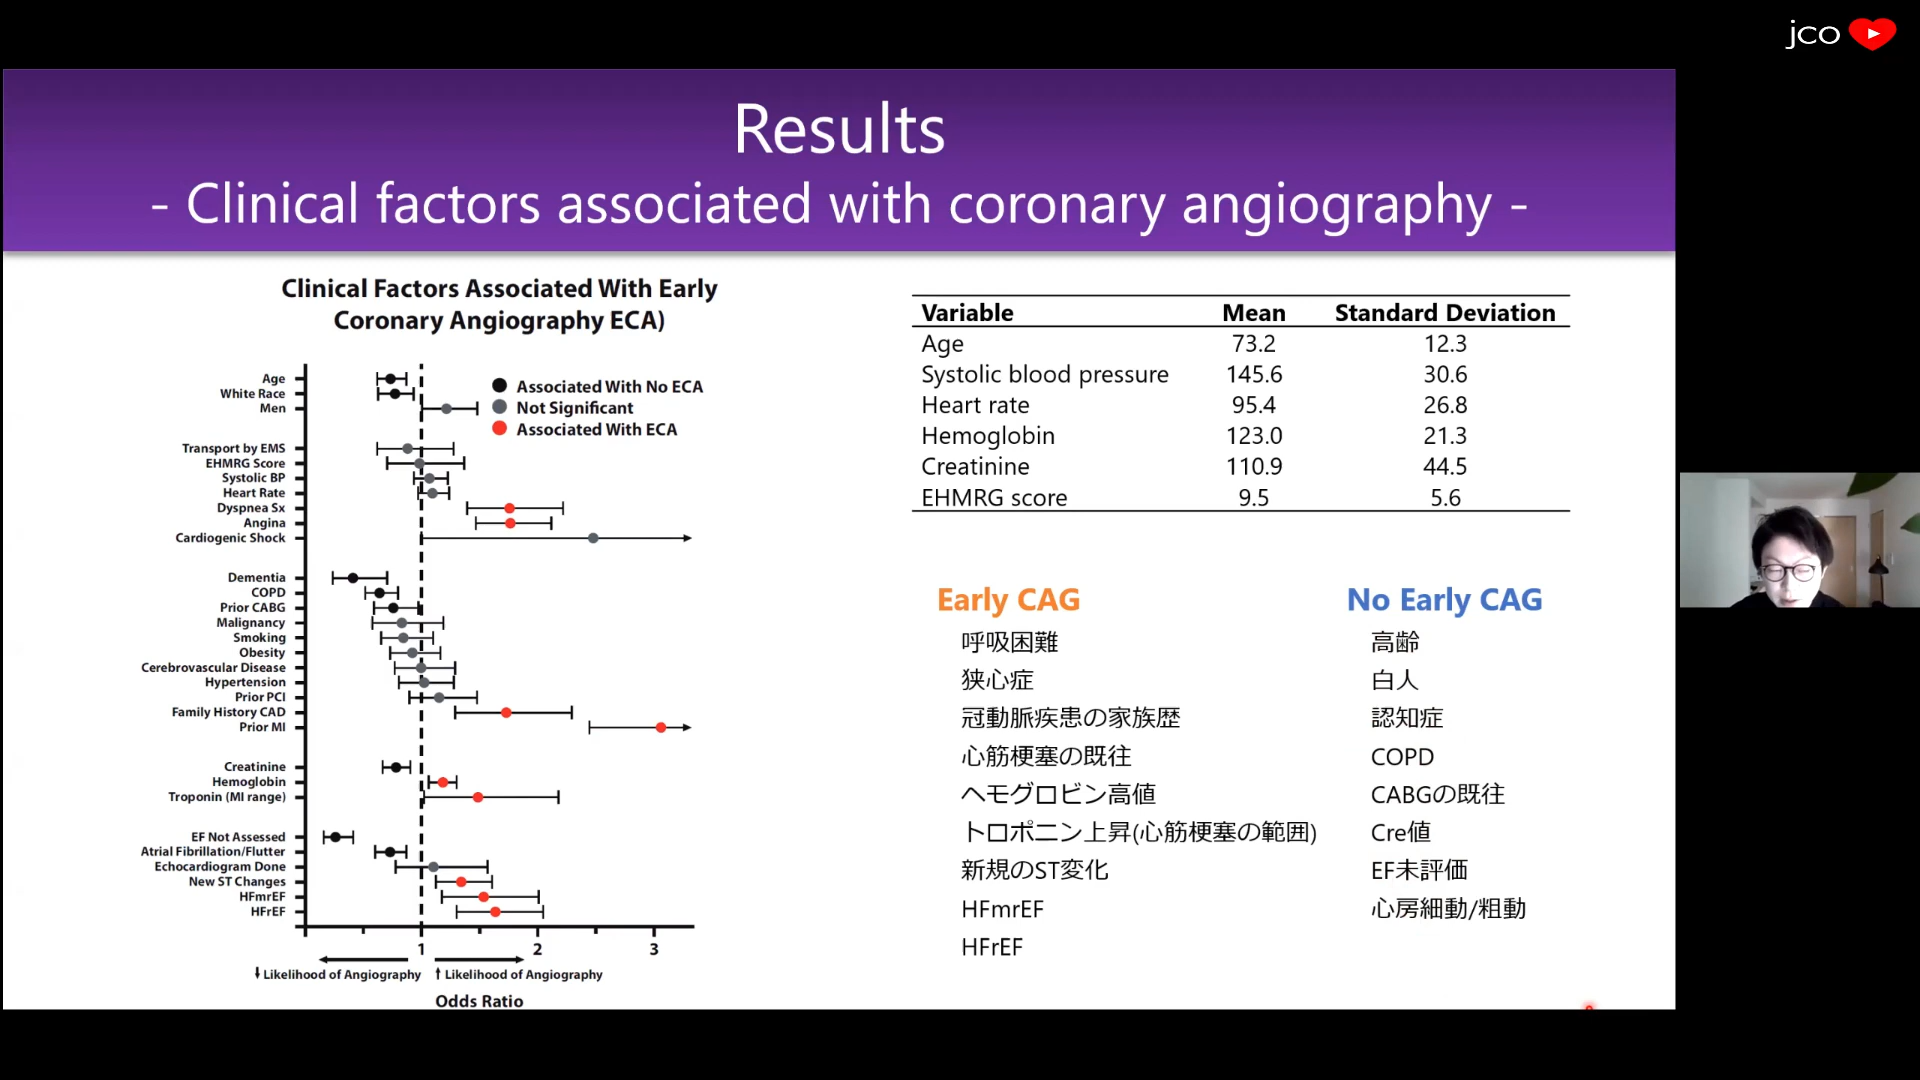 jco
Results
- Clinical factors associated with coronary angiography -
Clinical Factors Associated With Early
Coronary Angiography ECA)
Associated With No ECA
Not Significant
Associated With ECA
Age
White Race
Men
Transport by EMS
EHMRG Score
Systolic BP
Heart Rate
Dyspnea Sx
Angina
Cardiogenic Shock
Dementia
COPD
Prior CABG
Malignancy
Smoking
Obesity
Cerebrovascular Disease
Hypertension
Prior PCI
Family History CAD
Prior MI
Creatinine
Hemoglobin
Troponin (MI range)
EF Not Assessed
Atrial Fibrillation/Flutter
Echocardiogram Done
New ST Changes
HFmrEF
HFrEF
1 2 3
⬇ Likelihood of Angiography ⬆ Likelihood of Angiography
Odds Ratio
Variable Mean Standard Deviation
Age 73.2 12.3
Systolic blood pressure 145.6 30.6
Heart rate 95.4 26.8
Hemoglobin 123.0 21.3
Creatinine 110.9 44.5
EHMRG score 9.5 5.6
Early CAG
呼吸困難
狭心症
冠動脈疾患の家族歴
心筋梗塞の既往
ヘモグロビン高値
トロポニン上昇(心筋梗塞の範囲)
新規のST変化
HFmrEF
HFrEF
No Early CAG
高齢
白人
認知症
COPD
CABGの既往
Cre値
EF未評価
心房細動/粗動